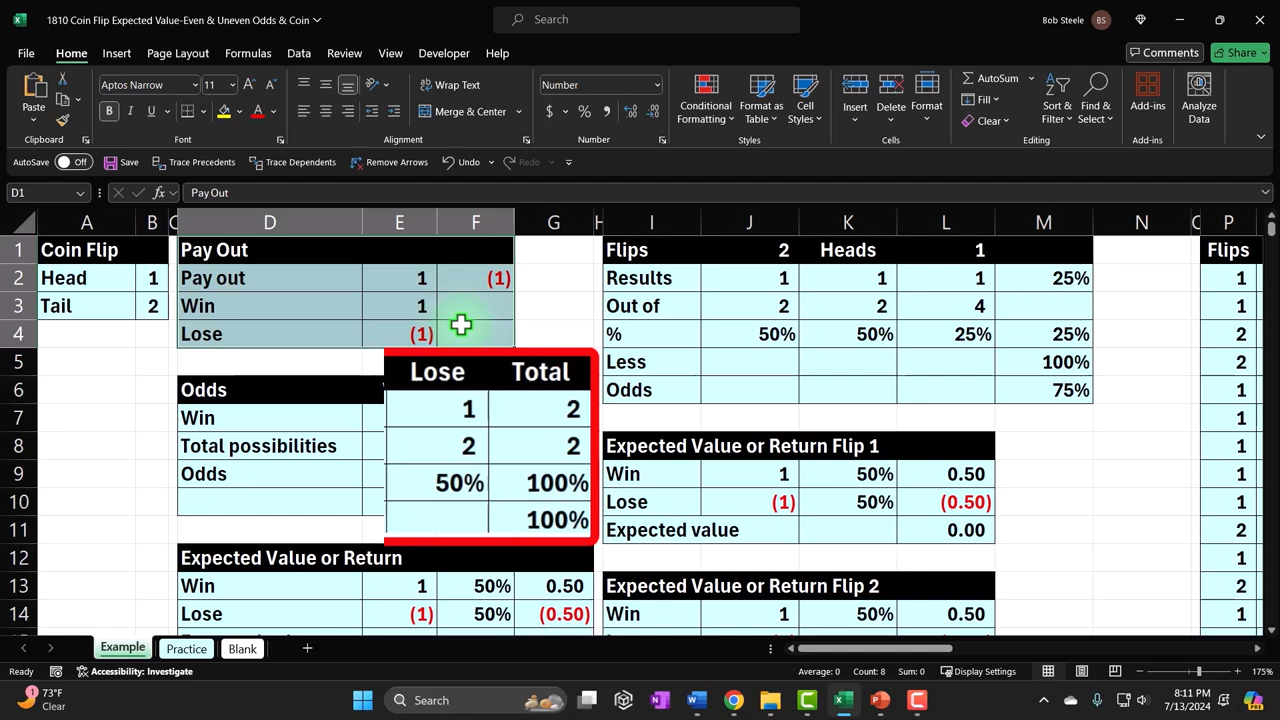 1810 Coin Flip Expected Value-Even & Uneven Odds & Coin
Search
Bob Steele
BS
File Home Insert Page Layout Formulas Data Review View Developer Help
Comments
Share
Paste
Clipboard
Aptos Narrow 11
B I U
Font
Wrap Text
Merge & Center
Alignment
Number
$ % ,
Number
Conditional Formatting
Format as Table
Cell Styles
Styles
Insert Delete Format
Cells
AutoSum
Fill
Clear
Sort & Filter
Find & Select
Editing
Add-ins
Add-ins
Analyze Data
AutoSave Off Save Trace Precedents Trace Dependents Remove Arrows Undo Redo
D1 fx Pay Out
A B C D E F G H I J K L M N P
1 Coin Flip Pay Out Flips 2 Heads 1 Flips
2 Head 1 Pay out 1 (1) Results 1 1 1 25% 1
3 Tail 2 Win 1 Out of 2 2 4 1
4 Lose (1) % 50% 50% 25% 25% 2
5 Less 100% 2
6 Odds Odds 75% 1
7 Win 1
8 Total possibilities Expected Value or Return Flip 1 1
9 Odds Win 1 50% 0.50 1
10 Lose (1) 50% (0.50) 1
11 Expected value 0.00 2
12 Expected Value or Return 1
13 Win 1 50% 0.50 Expected Value or Return Flip 2 2
14 Lose (1) 50% (0.50) Win 1 50% 0.50 1
Lose Total
1 2
2 2
50% 100%
100%
Example Practice Blank
Ready Accessibility: Investigate Average: 0 Count: 8 Sum: 0 Display Settings 175%
73°F
Clear
Search
8:11 PM
7/13/2024